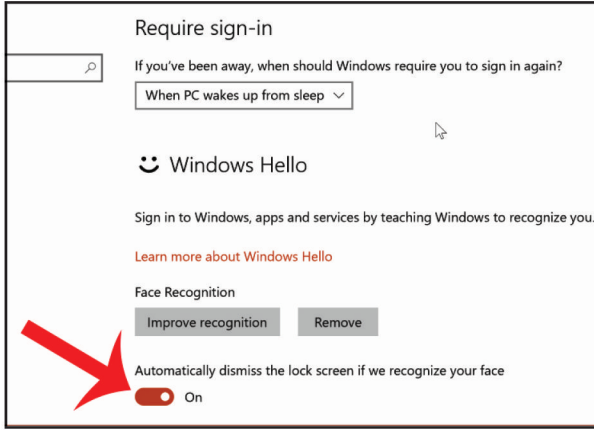 Require sign-in
If you've been away, when should Windows require you to sign in again?
When PC wakes up from sleep
Windows Hello
Sign in to Windows, apps and services by teaching Windows to recognize you.
Learn more about Windows Hello
Face Recognition
Improve recognition Remove
Automatically dismiss the lock screen if we recognize your face
On